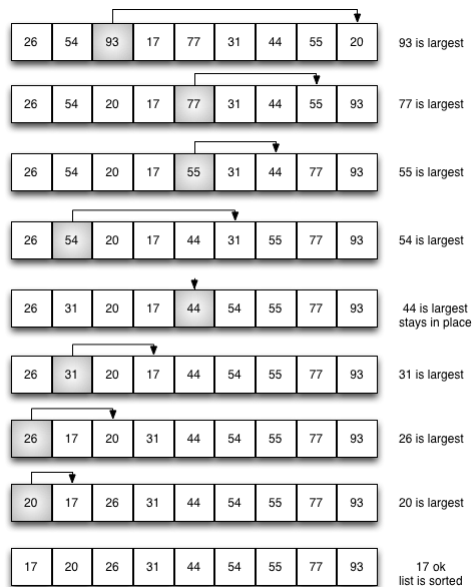 26 54 93 17 77 31 44 55 20 93 is largest
26 54 20 17 77 31 44 55 93 77 is largest
26 54 20 17 55 31 44 77 93 55 is largest
26 54 20 17 44 31 55 77 93 54 is largest
26 31 20 17 44 54 55 77 93 44 is largest
stays in place
26 31 20 17 44 54 55 77 93 31 is largest
26 17 20 31 44 54 55 77 93 26 is largest
20 17 26 31 44 54 55 77 93 20 is largest
17 20 26 31 44 54 55 77 93 17 ok
list is sorted